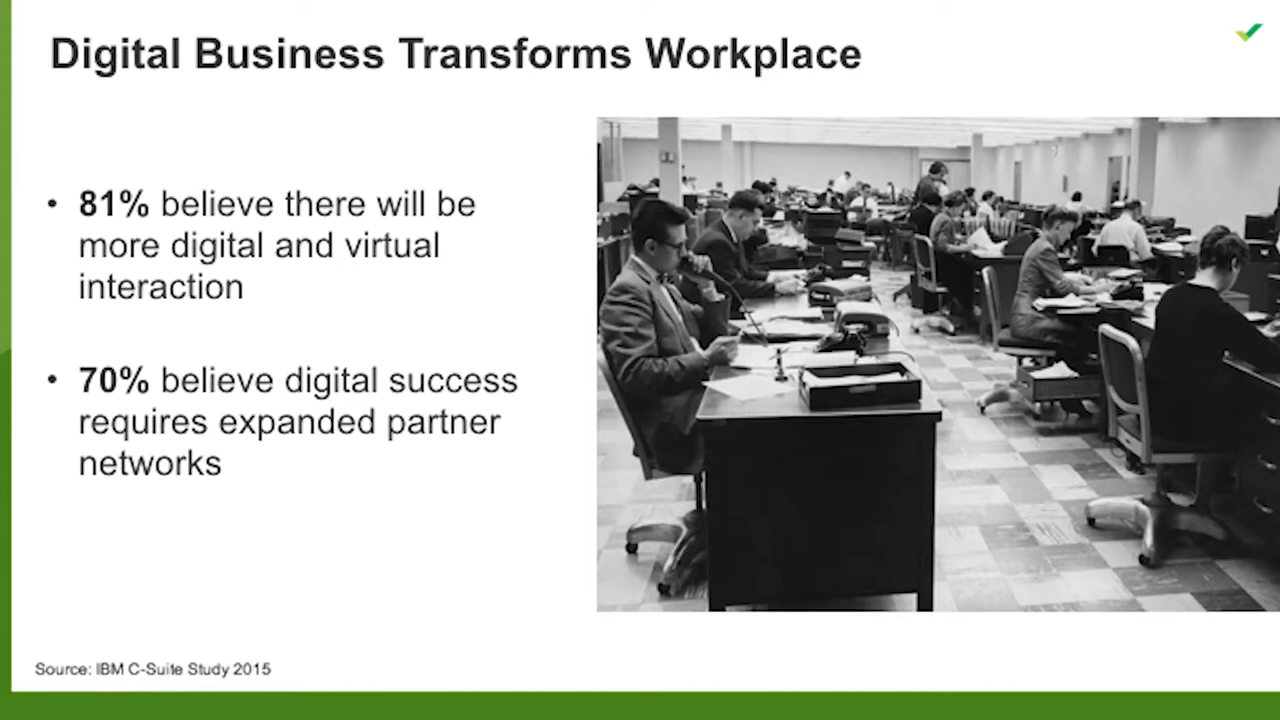 Digital Business Transforms Workplace
• 81% believe there will be
more digital and virtual
interaction
• 70% believe digital success
requires expanded partner
networks
Source: IBM C-Suite Study 2015